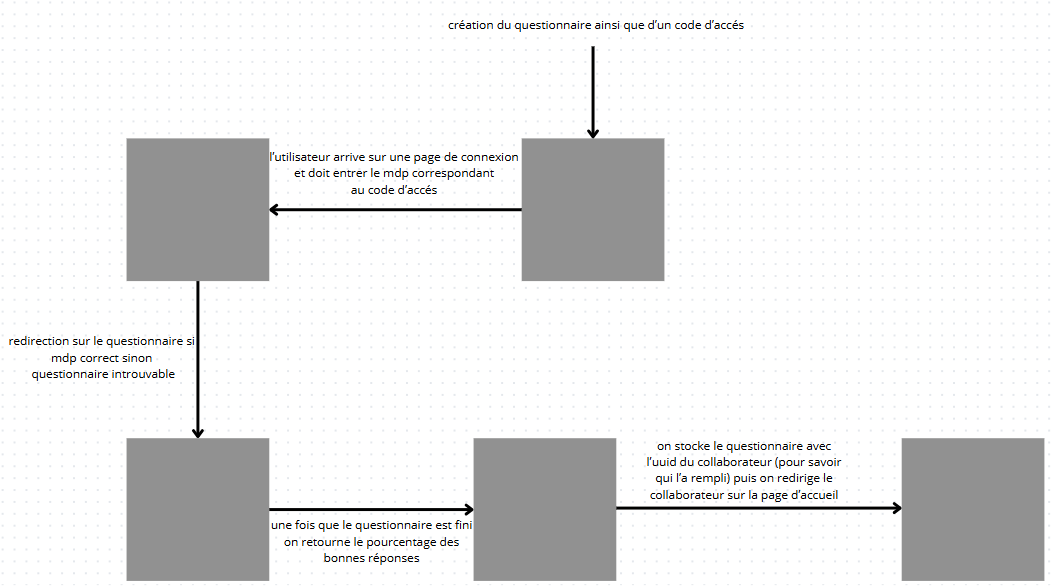 création du questionnaire ainsi que d'un code d'accés
l'utilisateur arrive sur une page de connexion
et doit entrer le mdp correspondant
au code d'accés
redirection sur le questionnaire si
mdp correct sinon
questionnaire introuvable
une fois que le questionnaire est fini
on retourne le pourcentage des
bonnes réponses
on stocke le questionnaire avec
l'uuid du collaborateur (pour savoir
qui l'a rempli) puis on redirige le
collaborateur sur la page d'accueil